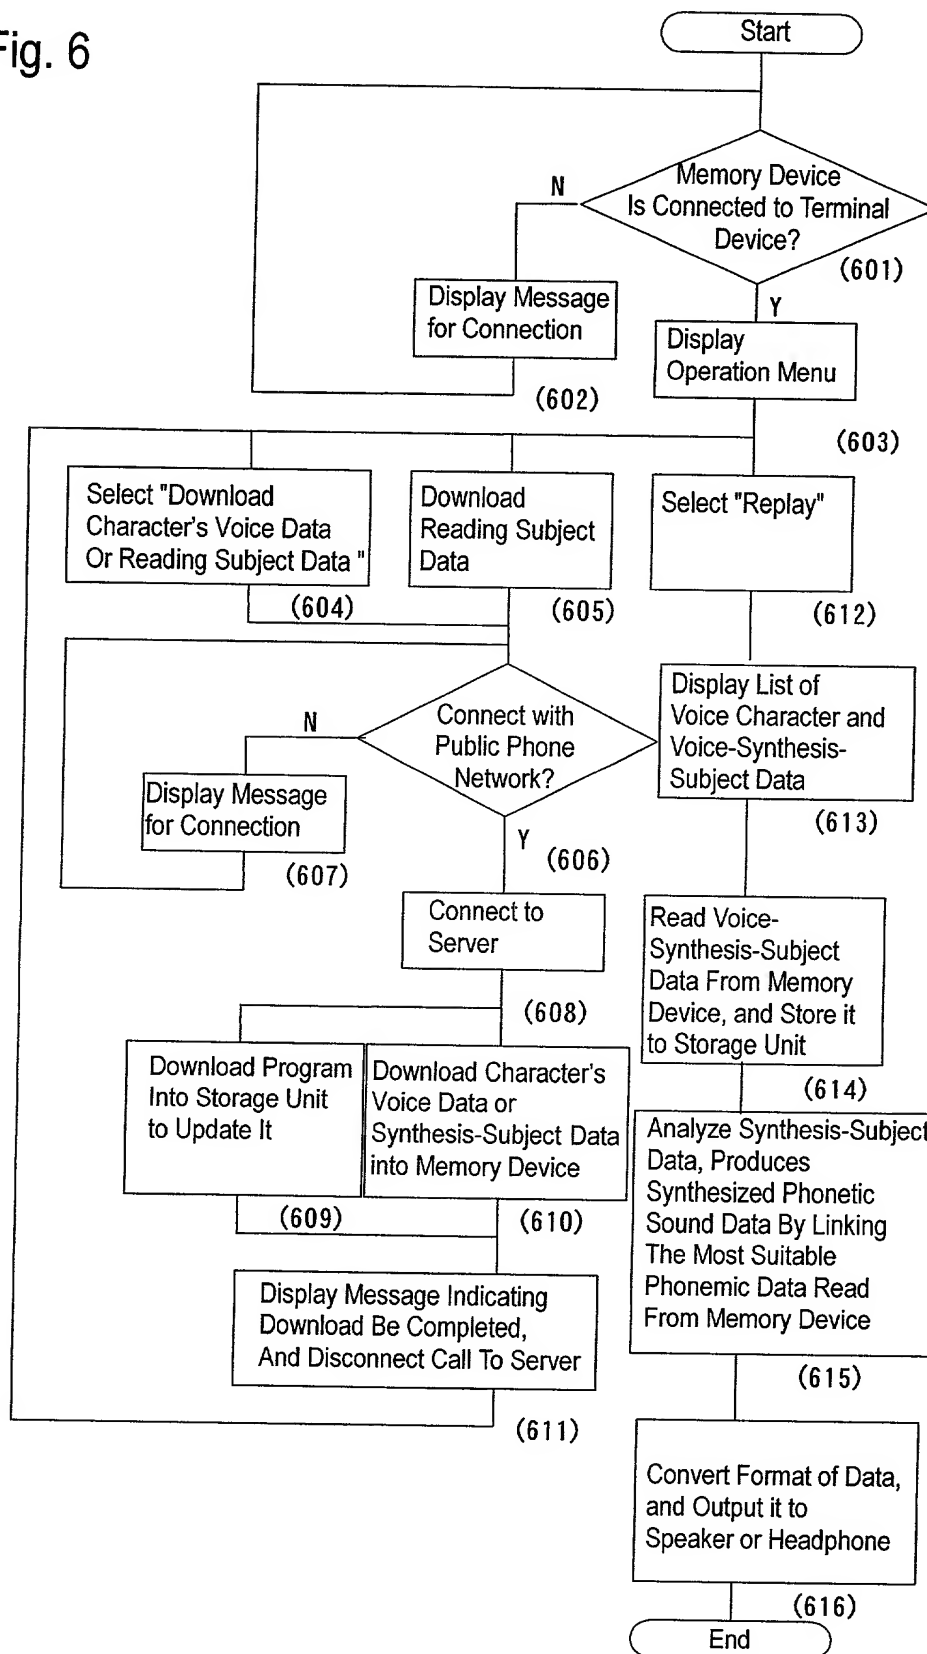 Fig. 6
Start
Memory Device
Is Connected to Terminal
Device?
(601)
N
Y
Display Message
for Connection
(602)
Display
Operation Menu
(603)
Select "Download
Character's Voice Data
Or Reading Subject Data "
(604)
Download
Reading Subject
Data
(605)
Select "Replay"
(612)
Connect with
Public Phone
Network?
N
Y
(606)
Display Message
for Connection
(607)
Display List of
Voice Character and
Voice-Synthesis-
Subject Data
(613)
Connect to
Server
(608)
Read Voice-
Synthesis-Subject
Data From Memory
Device, and Store it
to Storage Unit
(614)
Download Program
Into Storage Unit
to Update It
(609)
Download Character's
Voice Data or
Synthesis-Subject Data
into Memory Device
(610)
Analyze Synthesis-Subject
Data, Produces
Synthesized Phonetic
Sound Data By Linking
The Most Suitable
Phonemic Data Read
From Memory Device
(615)
Display Message Indicating
Download Be Completed,
And Disconnect Call To Server
(611)
Convert Format of Data,
and Output it to
Speaker or Headphone
(616)
End